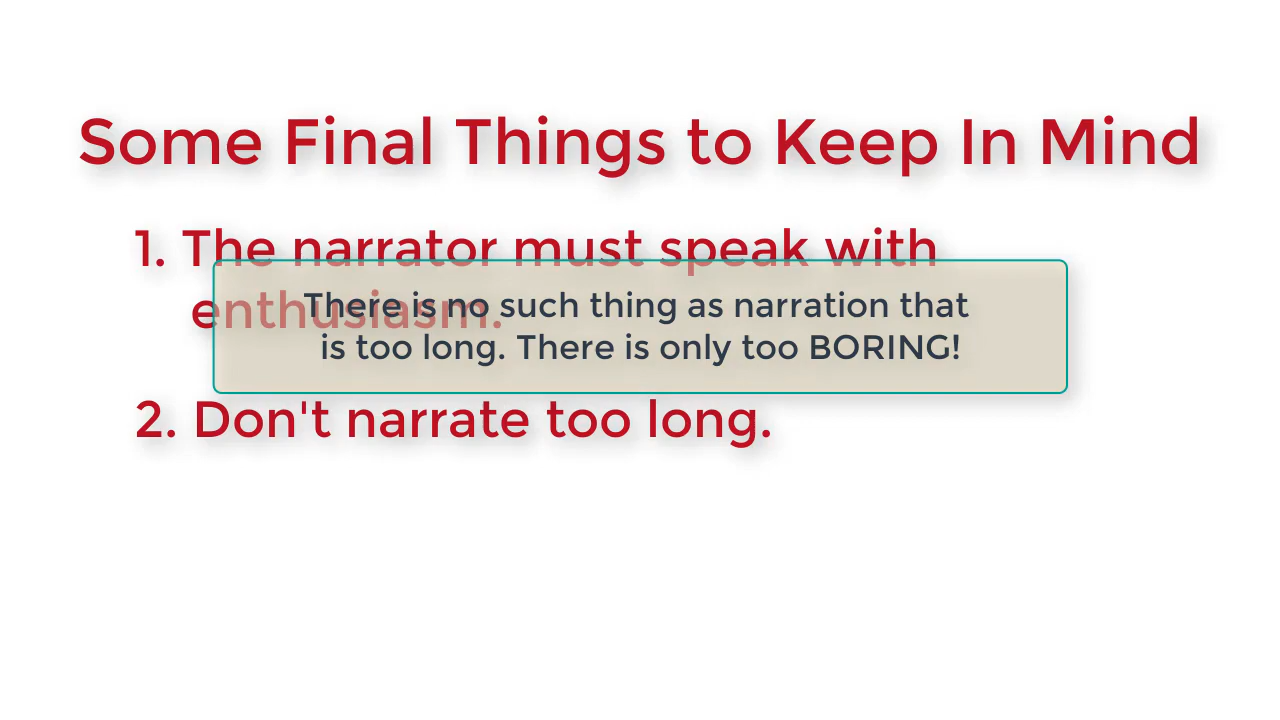 Some Final Things to Keep In Mind
1. The narrator must speak with
enthusiasm.
There is no such thing as narration that
is too long. There is only too BORING!
2. Don't narrate too long.